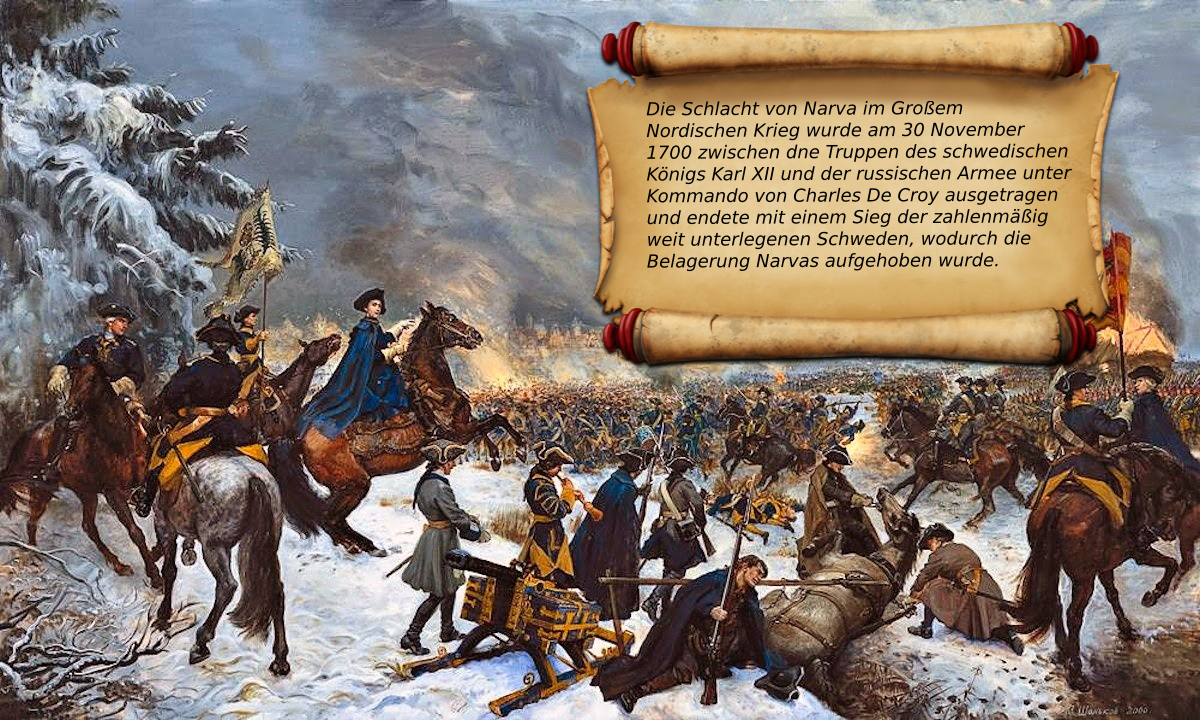 Die Schlacht von Narva im Großem
Nordischen Krieg wurde am 30 November
1700 zwischen dne Truppen des schwedischen
Königs Karl XII und der russischen Armee unter
Kommando von Charles De Croy ausgetragen
und endete mit einem Sieg der zahlenmäßig
weit unterlegenen Schweden, wodurch die
Belagerung Narvas aufgehoben wurde.
М. Шаньков 2000